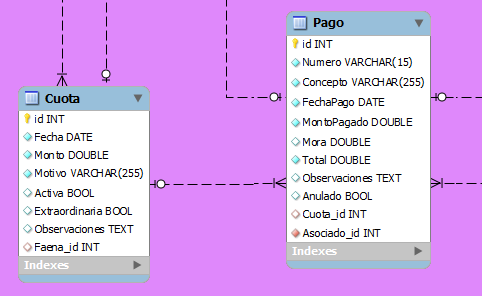 Cuota
id INT
Fecha DATE
Monto DOUBLE
Motivo VARCHAR(255)
Activa BOOL
Extraordinaria BOOL
Observaciones TEXT
Faena_id INT
Indexes
Pago
id INT
Numero VARCHAR(15)
Concepto VARCHAR(255)
FechaPago DATE
MontoPagado DOUBLE
Mora DOUBLE
Total DOUBLE
Observaciones TEXT
Anulado BOOL
Cuota_id INT
Asociado_id INT
Indexes